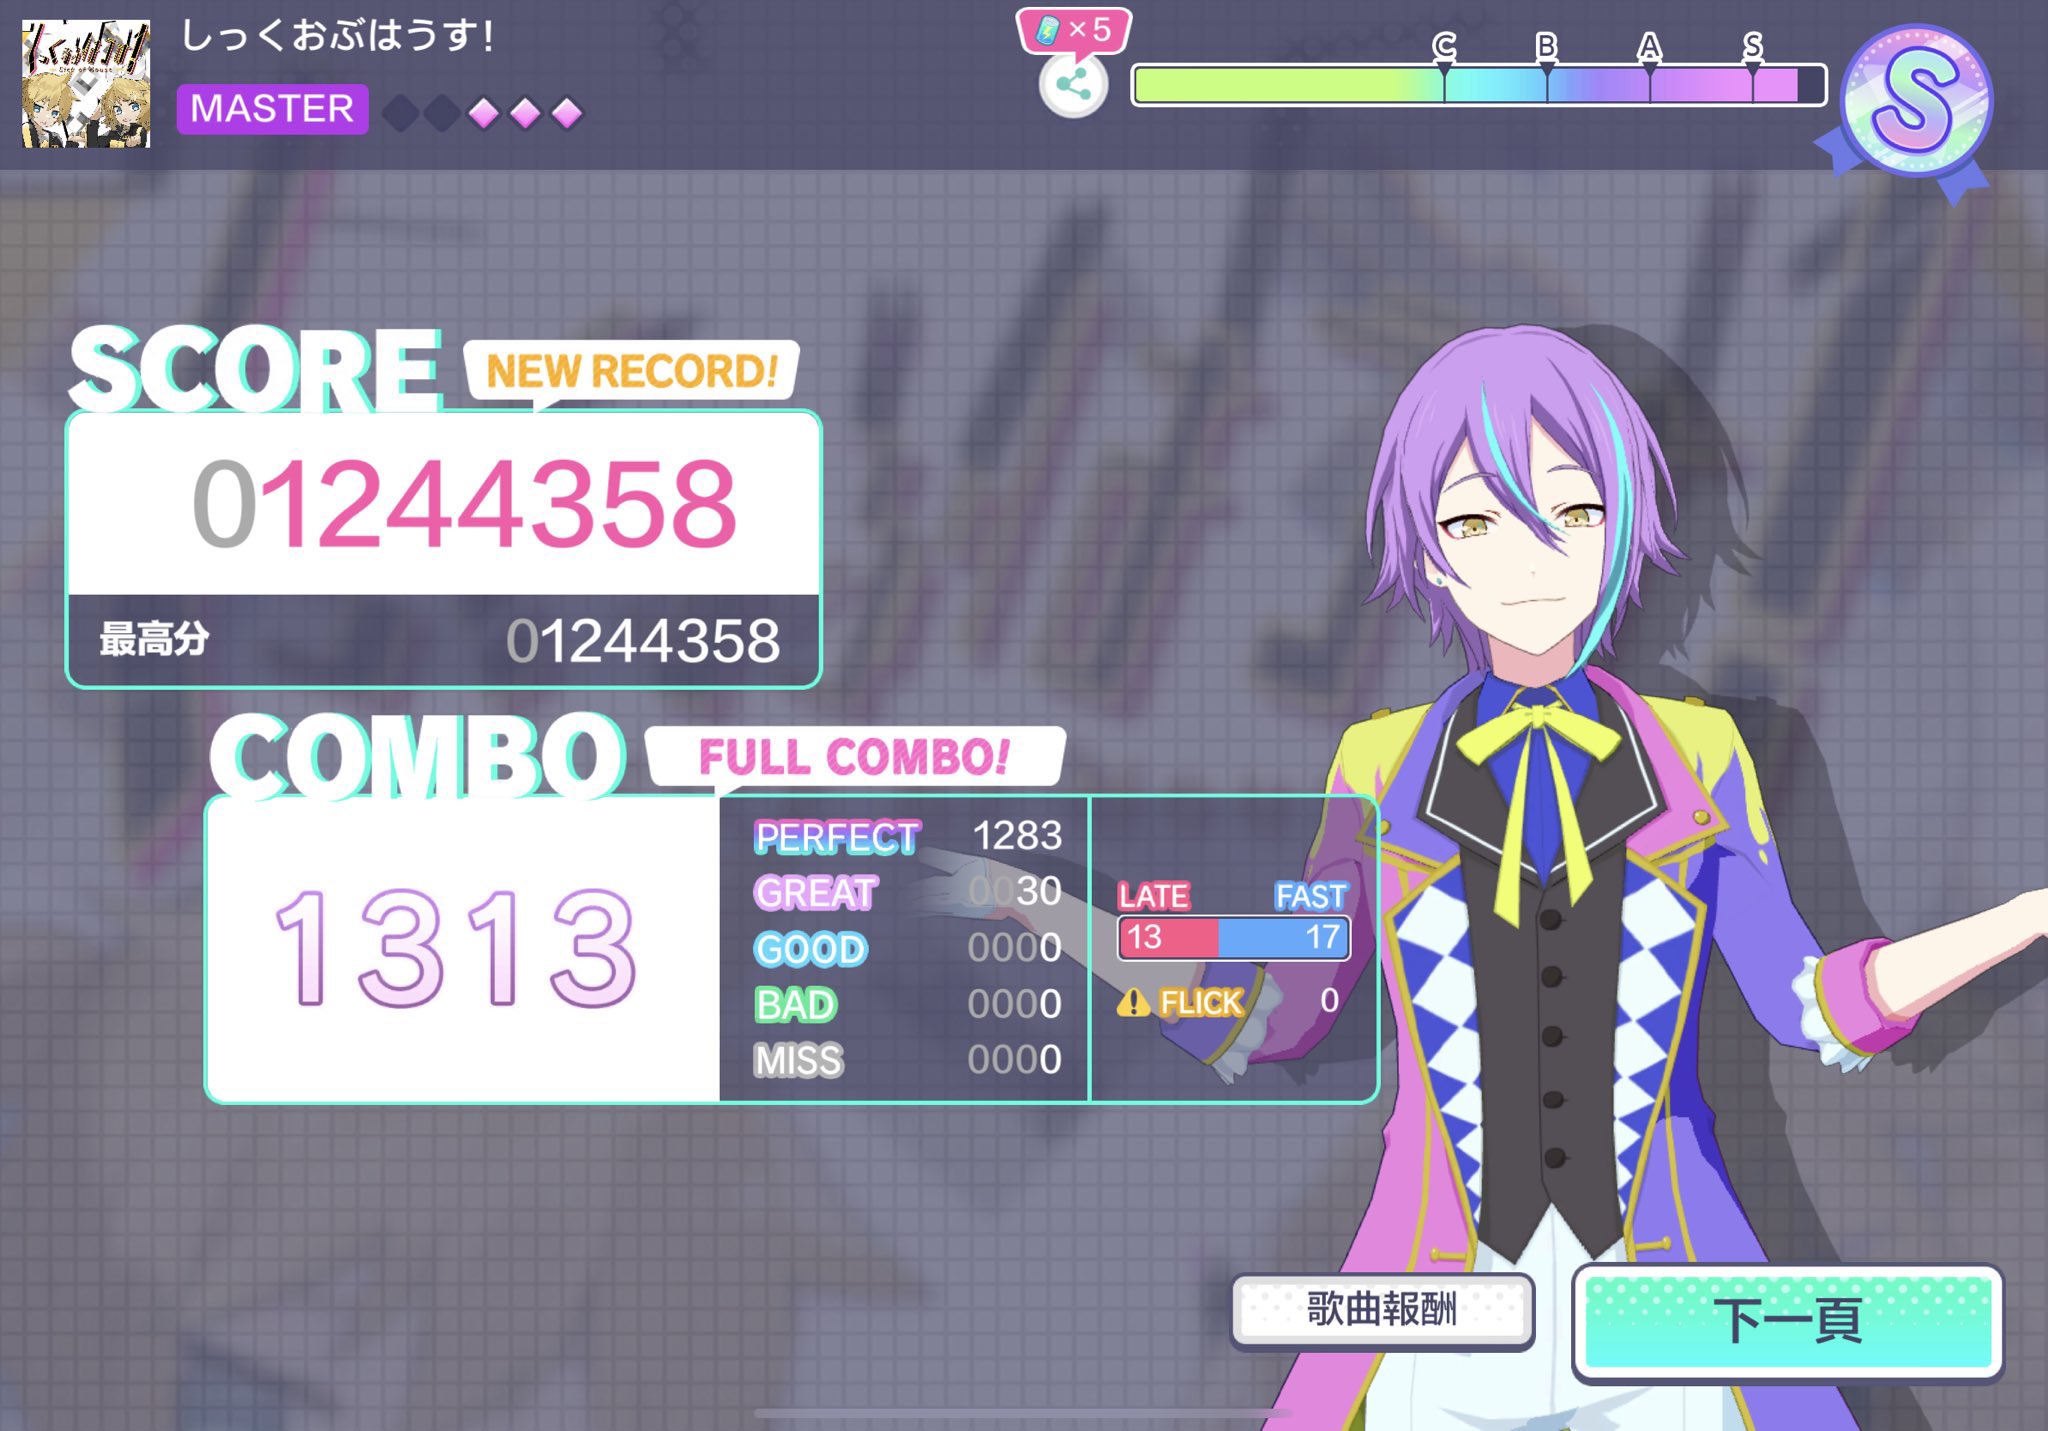 しっくおぶはうす!
MASTER
×5
C B A S
S
SCORE
NEW RECORD!
01244358
最高分 01244358
COMBO
FULL COMBO!
1313
PERFECT 1283
GREAT 0030
GOOD 0000
BAD 0000
MISS 0000
LATE FAST
13 17
FLICK 0
歌曲報酬
下一頁